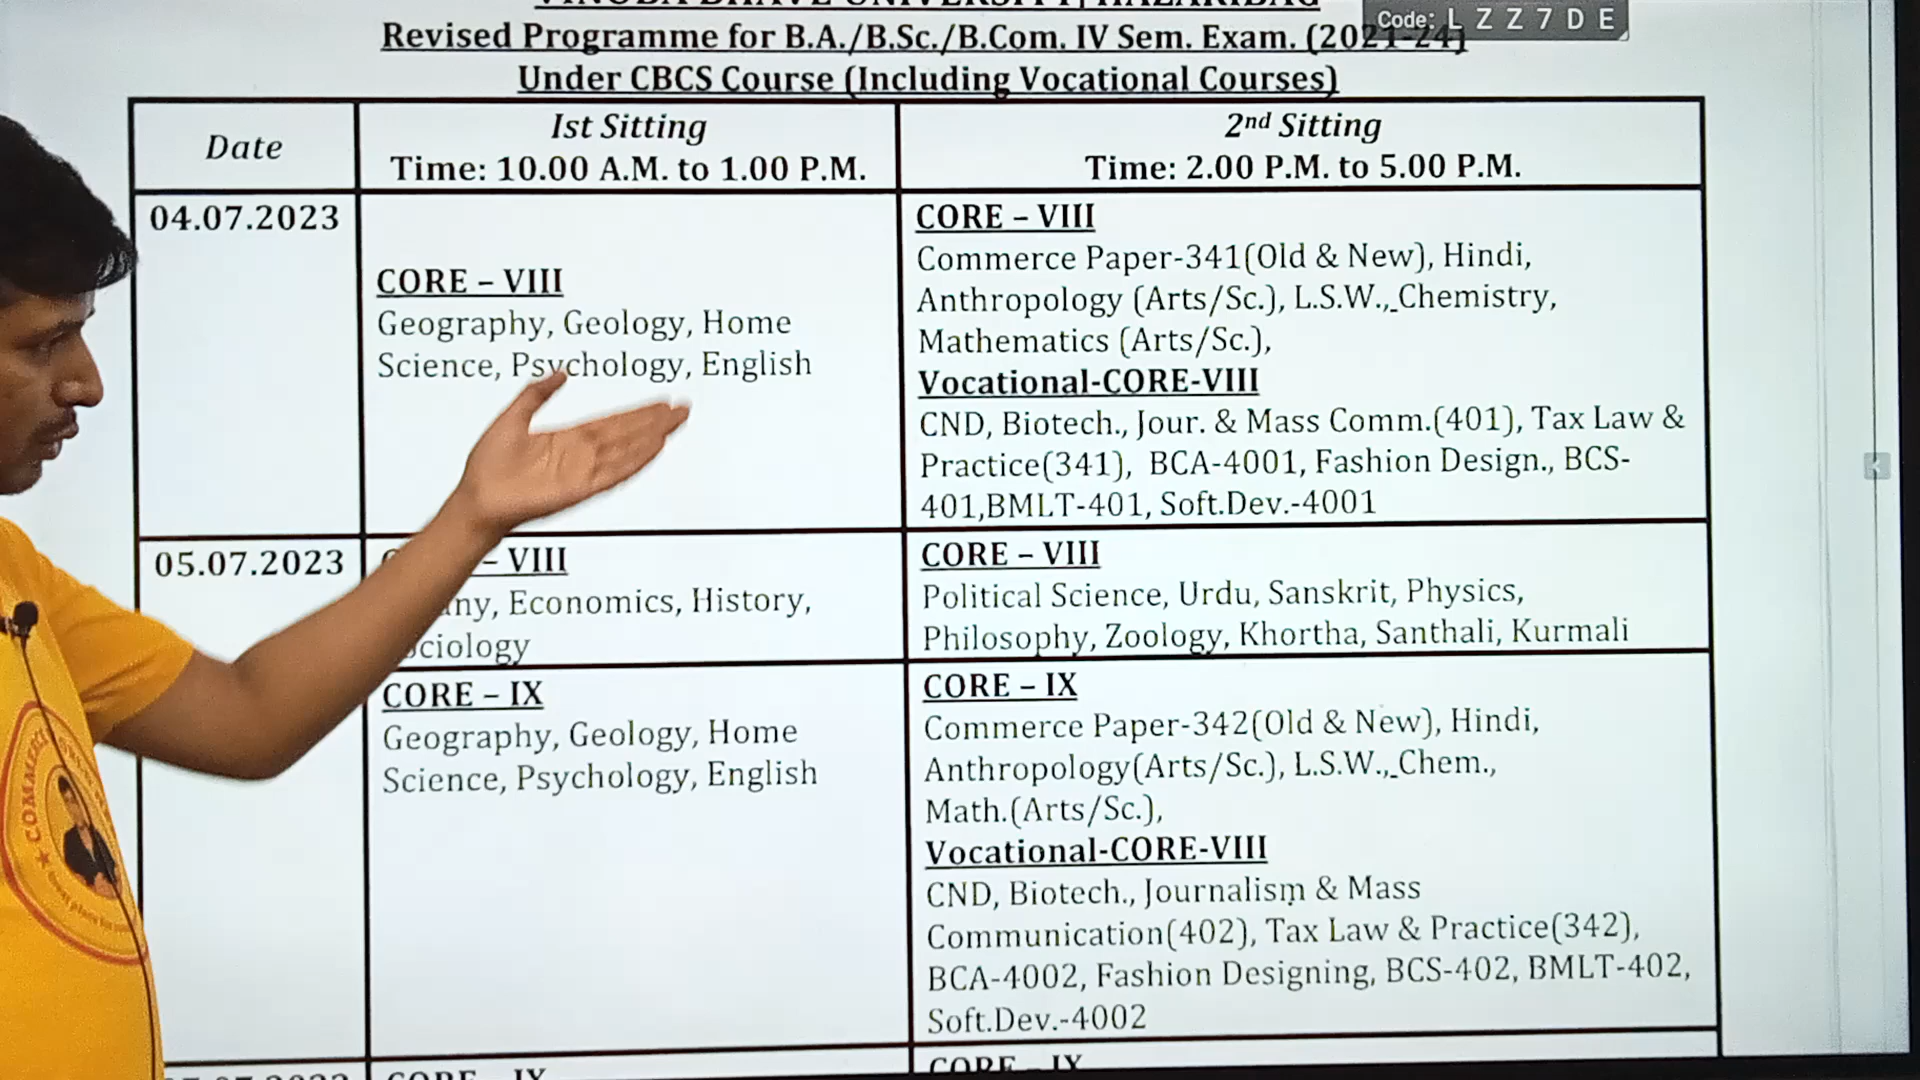 Code: L Z Z 7 D E
Revised Programme for B.A./B.Sc./B.Com. IV Sem. Exam. (2021-24)
Under CBCS Course (Including Vocational Courses)
Date
Ist Sitting
Time: 10.00 A.M. to 1.00 P.M.
2nd Sitting
Time: 2.00 P.M. to 5.00 P.M.
04.07.2023
CORE – VIII
Geography, Geology, Home
Science, Psychology, English
CORE – VIII
Commerce Paper-341(Old & New), Hindi,
Anthropology (Arts/Sc.), L.S.W., Chemistry,
Mathematics (Arts/Sc.),
Vocational-CORE-VIII
CND, Biotech., Jour. & Mass Comm.(401), Tax Law &
Practice(341), BCA-4001, Fashion Design., BCS-
401,BMLT-401, Soft.Dev.-4001
05.07.2023
– VIII
Economics, History,
CORE – VIII
Political Science, Urdu, Sanskrit, Physics,
Philosophy, Zoology, Khortha, Santhali, Kurmali
CORE – IX
Geography, Geology, Home
Science, Psychology, English
CORE – IX
Commerce Paper-342(Old & New), Hindi,
Anthropology(Arts/Sc.), L.S.W., Chem.,
Math.(Arts/Sc.),
Vocational-CORE-VIII
CND, Biotech., Journalism & Mass
Communication(402), Tax Law & Practice(342),
BCA-4002, Fashion Designing, BCS-402, BMLT-402,
Soft.Dev.-4002
CORE IX
CORE IX
COMMERCE